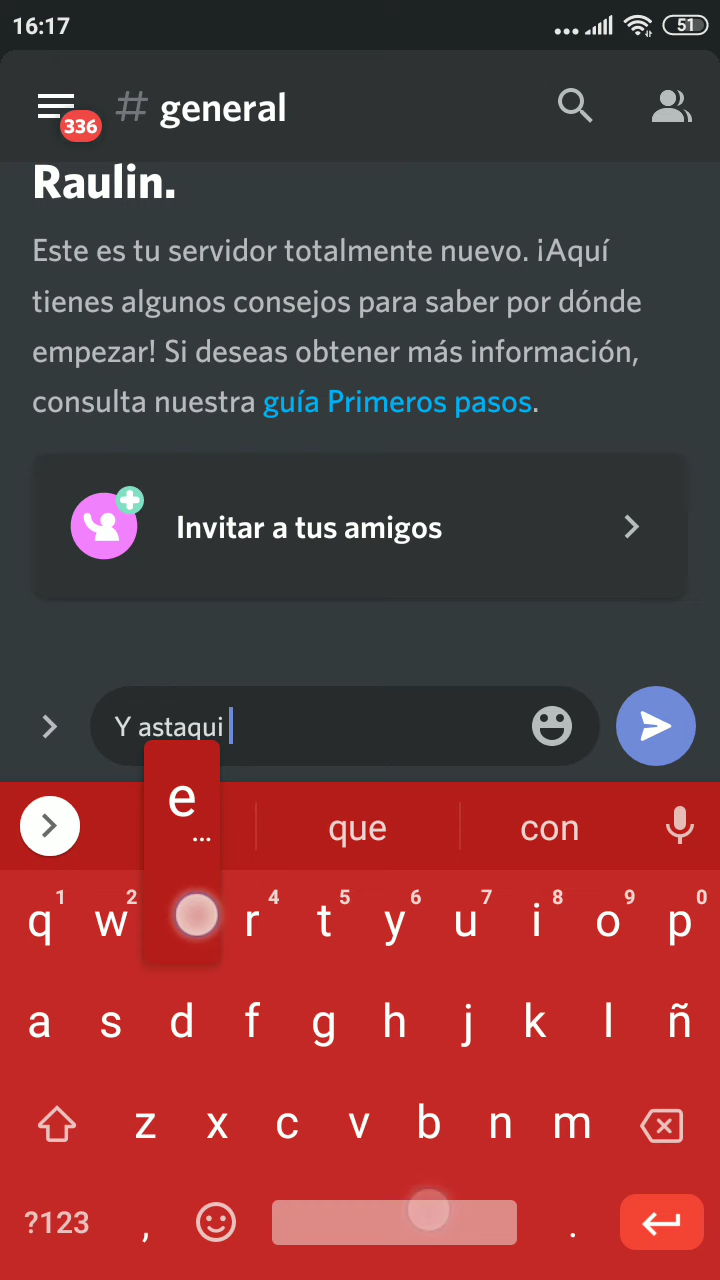 16:17
51
336
# general
Raulin.
Este es tu servidor totalmente nuevo. ¡Aquí
tienes algunos consejos para saber por dónde
empezar! Si deseas obtener más información,
consulta nuestra guía Primeros pasos.
Invitar a tus amigos
Y astaqui
e
...
que
con
1 2 4 5 6 7 8 9 0
q w r t y u i o p
a s d f g h j k l ñ
z x c v b n m
?123 , .